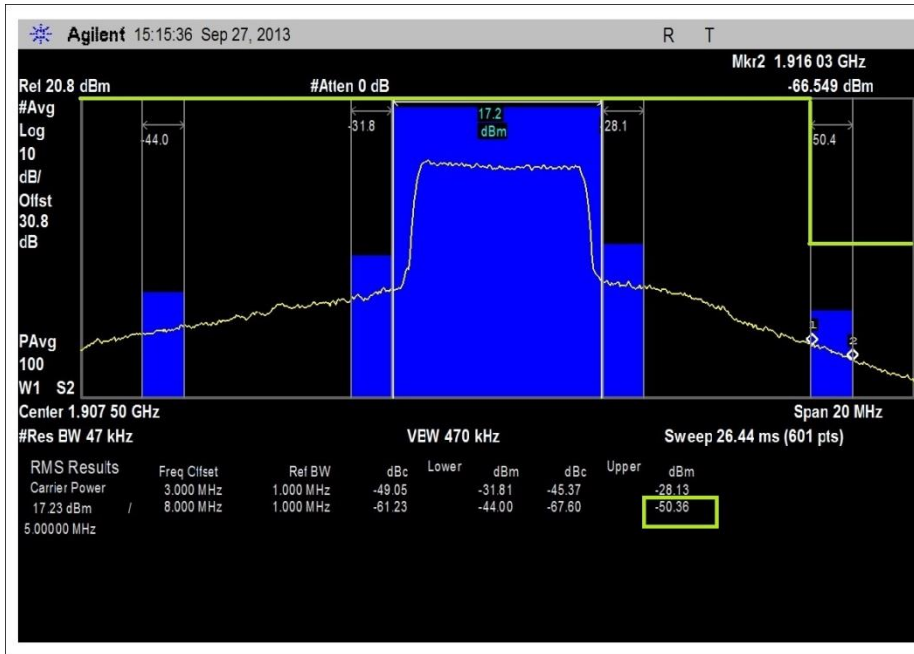 Agilent 15:15:36 Sep 27, 2013 R T
Mkr2 1.916 03 GHz
Ref 20.8 dBm #Atten 0 dB -66.549 dBm
#Avg
Log
10
dB/
Offst
30.8
dB
-44.0 -31.8 17.2 -28.1 -50.4
dBm
1 2
PAvg
100
W1 S2
Center 1.907 50 GHz Span 20 MHz
#Res BW 47 kHz VBW 470 kHz Sweep 26.44 ms (601 pts)
RMS Results Freq Offset Ref BW dBc Lower dBm dBc Upper dBm
Carrier Power 3.000 MHz 1.000 MHz -49.05 -31.81 -45.37 -28.13
17.23 dBm / 8.000 MHz 1.000 MHz -61.23 -44.00 -67.60 -50.36
5.00000 MHz